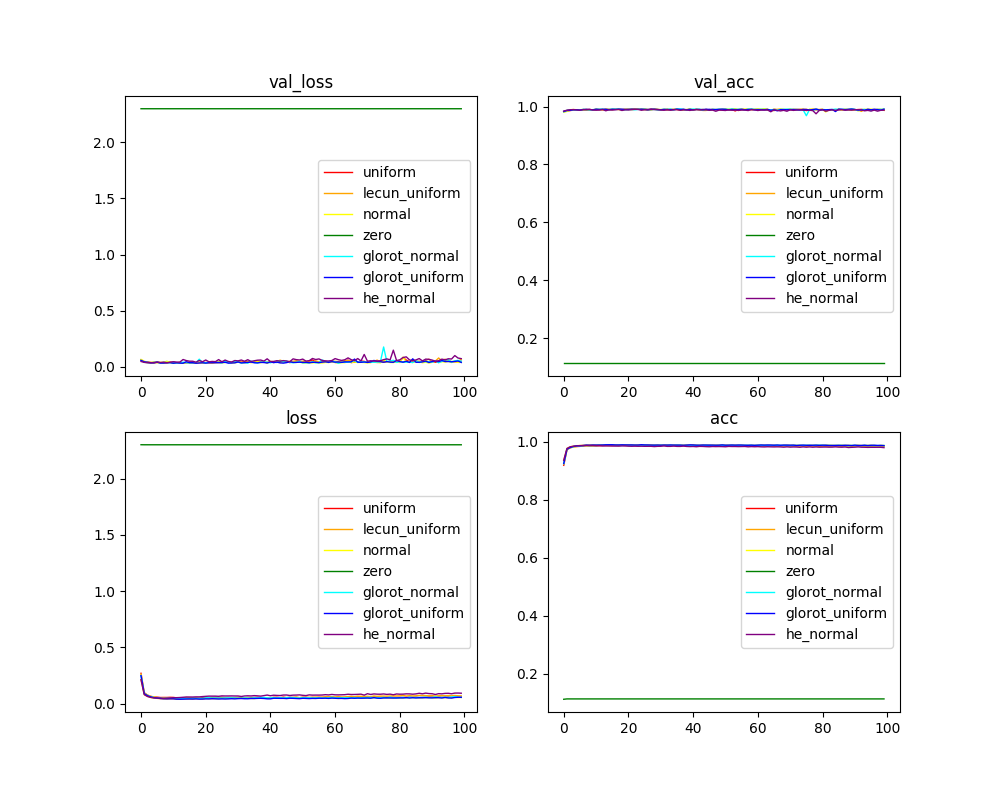 val_loss
2.0
1.5
1.0
0.5
0.0
0 20 40 60 80 100
uniform
lecun_uniform
normal
zero
glorot_normal
glorot_uniform
he_normal
val_acc
1.0
0.8
0.6
0.4
0.2
0 20 40 60 80 100
uniform
lecun_uniform
normal
zero
glorot_normal
glorot_uniform
he_normal
loss
2.0
1.5
1.0
0.5
0.0
0 20 40 60 80 100
uniform
lecun_uniform
normal
zero
glorot_normal
glorot_uniform
he_normal
acc
1.0
0.8
0.6
0.4
0.2
0 20 40 60 80 100
uniform
lecun_uniform
normal
zero
glorot_normal
glorot_uniform
he_normal